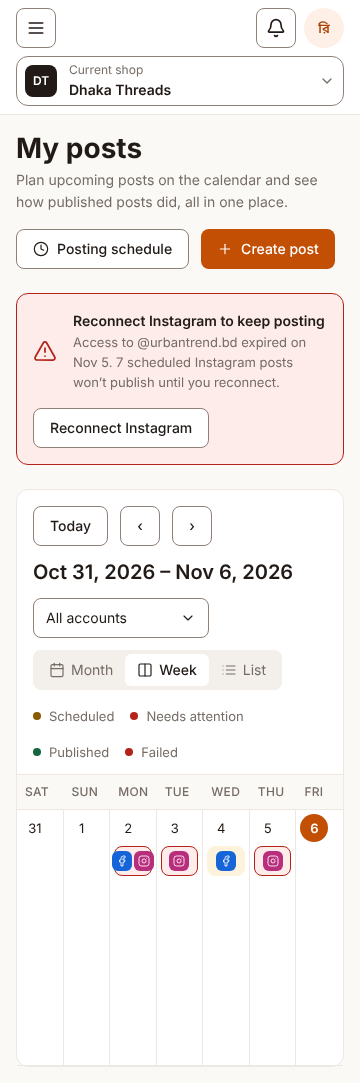 রি
DT
Current shop
Dhaka Threads
My posts
Plan upcoming posts on the calendar and see
how published posts did, all in one place.
Posting schedule
Create post
Reconnect Instagram to keep posting
Access to @urbantrend.bd expired on
Nov 5. 7 scheduled Instagram posts
won’t publish until you reconnect.
Reconnect Instagram
Today ‹ ›
Oct 31, 2026 – Nov 6, 2026
All accounts
Month Week List
Scheduled Needs attention
Published Failed
SAT SUN MON TUE WED THU FRI
31 1 2 3 4 5 6